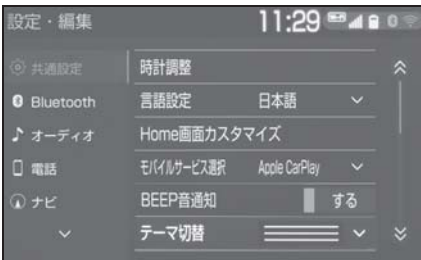 設定・編集 11:29
共通設定
Bluetooth
オーディオ
電話
ナビ
時計調整
言語設定 日本語
Home画面カスタマイズ
モバイルサービス選択 Apple CarPlay
BEEP音通知 する
テーマ切替